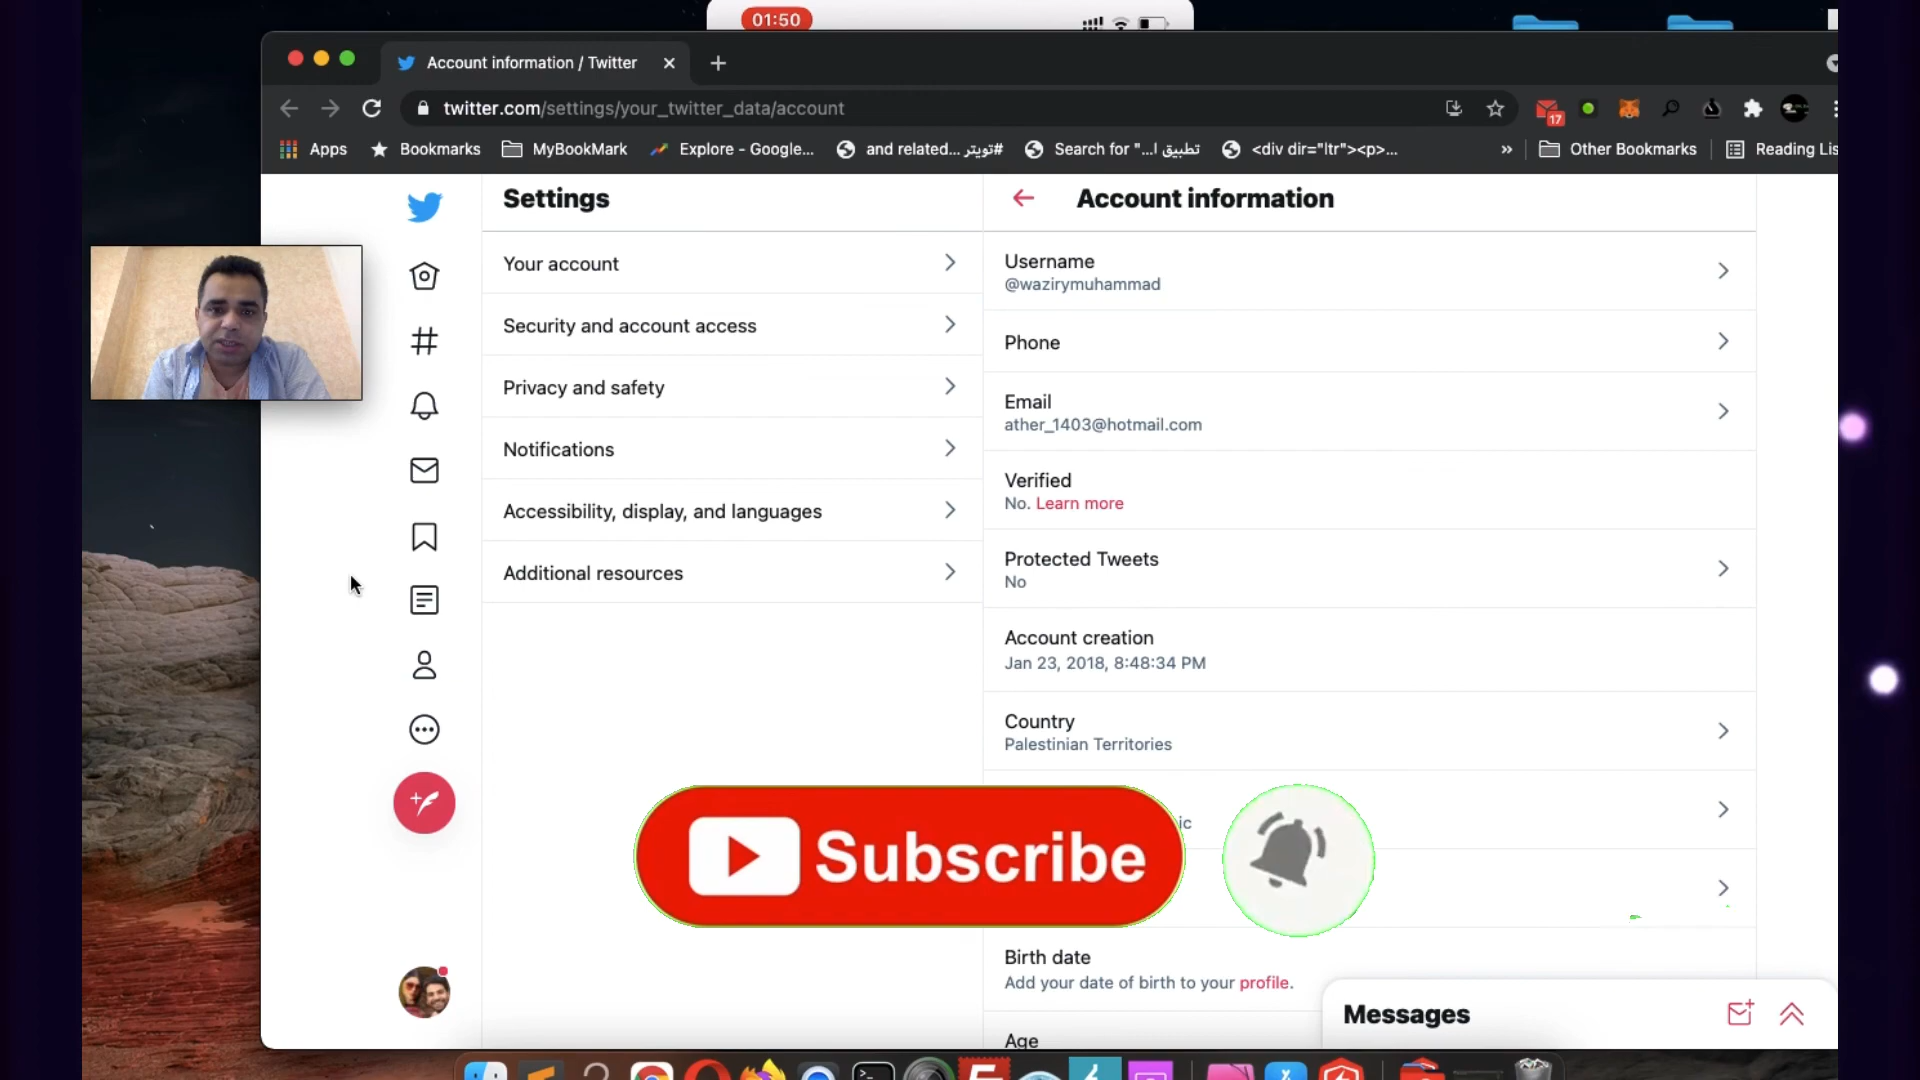 01:50
Account information / Twitter
twitter.com/settings/your_twitter_data/account
17
Apps
Bookmarks
MyBookMark
Explore - Google...
#تويتر ...and related
Search for "...تطبيق ا
<div dir="ltr"><p>...
»
Other Bookmarks
Reading Lis
Settings
Your account
Security and account access
Privacy and safety
Notifications
Accessibility, display, and languages
Additional resources
Account information
Username
@wazirymuhammad
Phone
Email
ather_1403@hotmail.com
Verified
No. Learn more
Protected Tweets
No
Account creation
Jan 23, 2018, 8:48:34 PM
Country
Palestinian Territories
ic
Subscribe
Birth date
Add your date of birth to your profile.
Age
Messages